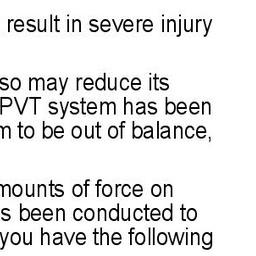 result in severe injury
so may reduce its
PVT system has been
to be out of balance,
of force on
been conducted to
you have the following